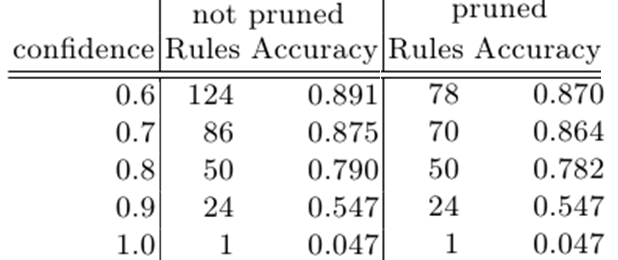 not pruned pruned
confidence Rules Accuracy Rules Accuracy
0.6 124 0.891 78 0.870
0.7 86 0.875 70 0.864
0.8 50 0.790 50 0.782
0.9 24 0.547 24 0.547
1.0 1 0.047 1 0.047